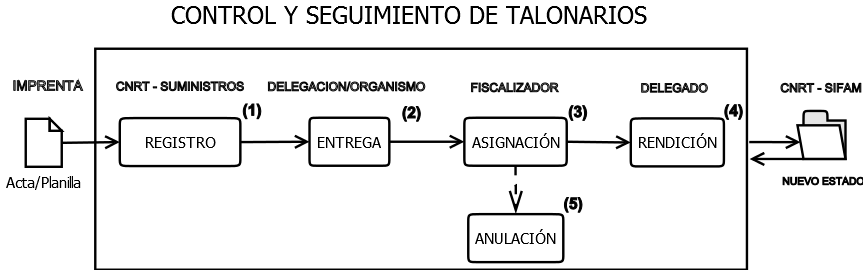 CONTROL Y SEGUIMIENTO DE TALONARIOS
IMPRENTA
CNRT - SUMINISTROS
DELEGACION/ORGANISMO
FISCALIZADOR
DELEGADO
CNRT - SIFAM
(1)
(2)
(3)
(4)
REGISTRO
ENTREGA
ASIGNACIÓN
RENDICIÓN
Acta/Planilla
NUEVO ESTADO
(5)
ANULACIÓN